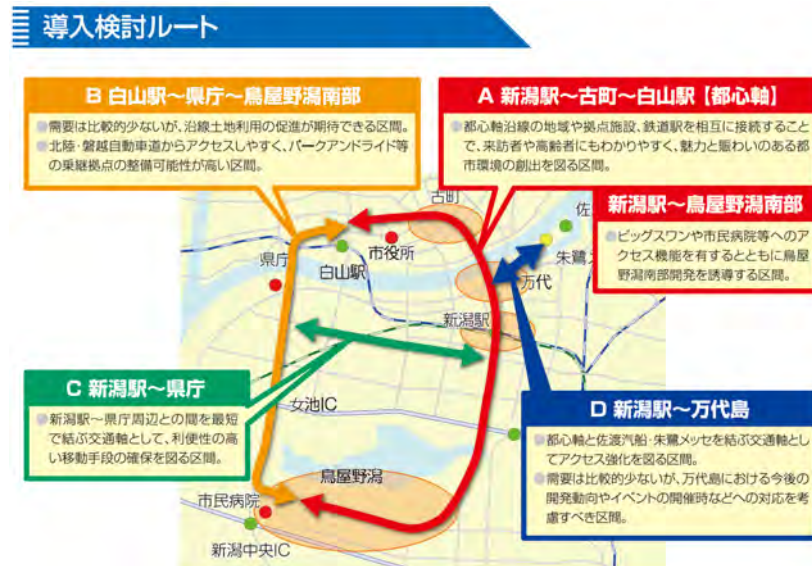 導入検討ルート
B 白山駅～県庁～鳥屋野潟南部
需要は比較的少ないが、沿線土地利用の促進が期待できる区間。
北陸・磐越自動車道からアクセスしやすく、パークアンドライド等
の乗継拠点の整備可能性が高い区間。
A 新潟駅～古町～白山駅【都心軸】
都心軸沿線の地域や拠点施設、鉄道駅を相互に接続すること
で、来訪者や高齢者にもわかりやすく、魅力と賑わいのある都
市環境の創出を図る区間。
新潟駅～鳥屋野潟南部
ビッグスワンや市民病院等へのア
クセス機能を有するとともに鳥屋
野潟南部開発を誘導する区間。
古町
佐
市役所
県庁
白山駅
朱鷺メ
万代
新潟駅
C 新潟駅～県庁
新潟駅～県庁周辺との間を最短
で結ぶ交通軸として、利便性の高
い移動手段の確保を図る区間。
女池IC
D 新潟駅～万代島
都心軸と佐渡汽船・朱鷺メッセを結ぶ交通軸とし
てアクセス強化を図る区間。
需要は比較的少ないが、万代島における今後の
開発動向やイベントの開催時などへの対応を考
慮すべき区間。
鳥屋野潟
市民病院
新潟中央IC